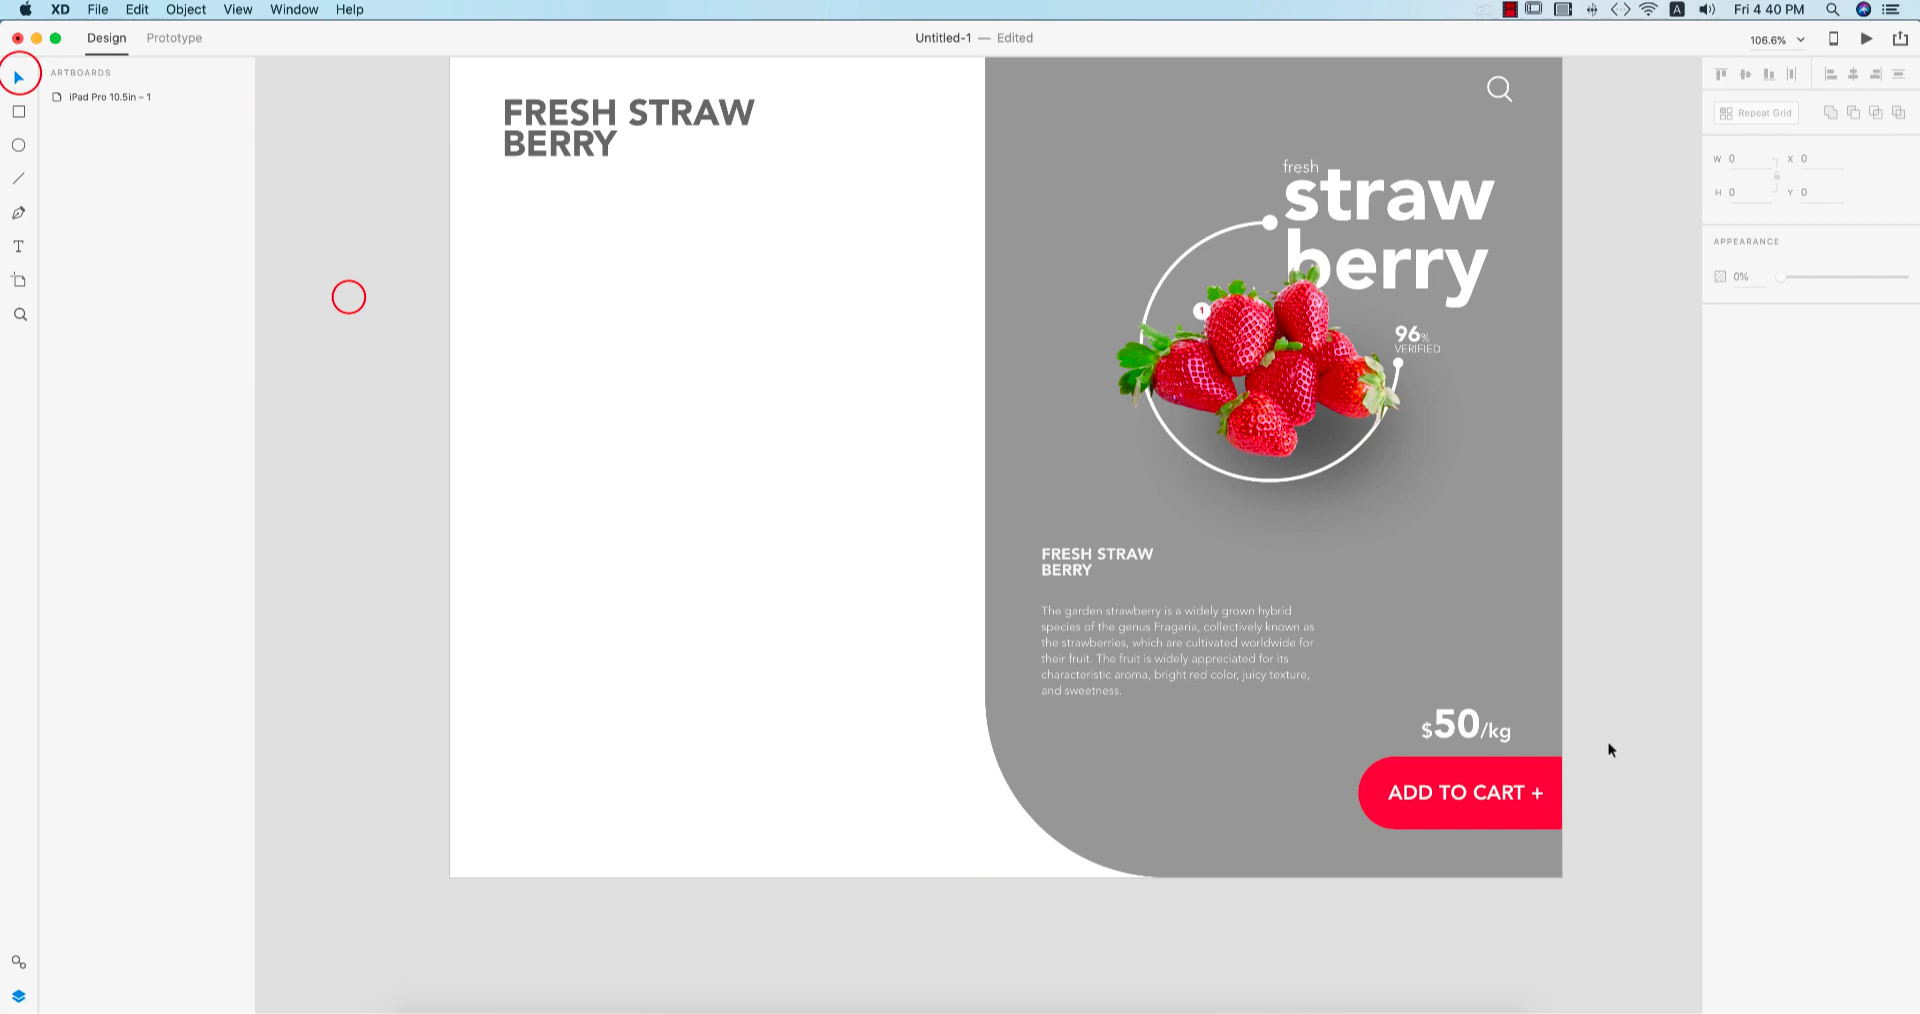 XD File Edit Object View Window Help
A Fri 4 40 PM
Design Prototype
Untitled-1 — Edited
106.6%
ARTBOARDS
iPad Pro 10.5in – 1
T
FRESH STRAW
BERRY
fresh
straw
berry
1
96%
VERIFIED
FRESH STRAW
BERRY
The garden strawberry is a widely grown hybrid
species of the genus Fragaria, collectively known as
the strawberries, which are cultivated worldwide for
their fruit. The fruit is widely appreciated for its
characteristic aroma, bright red color, juicy texture,
and sweetness.
$50/kg
ADD TO CART +
Repeat Grid
W 0 X 0
H 0 Y 0
APPEARANCE
0%